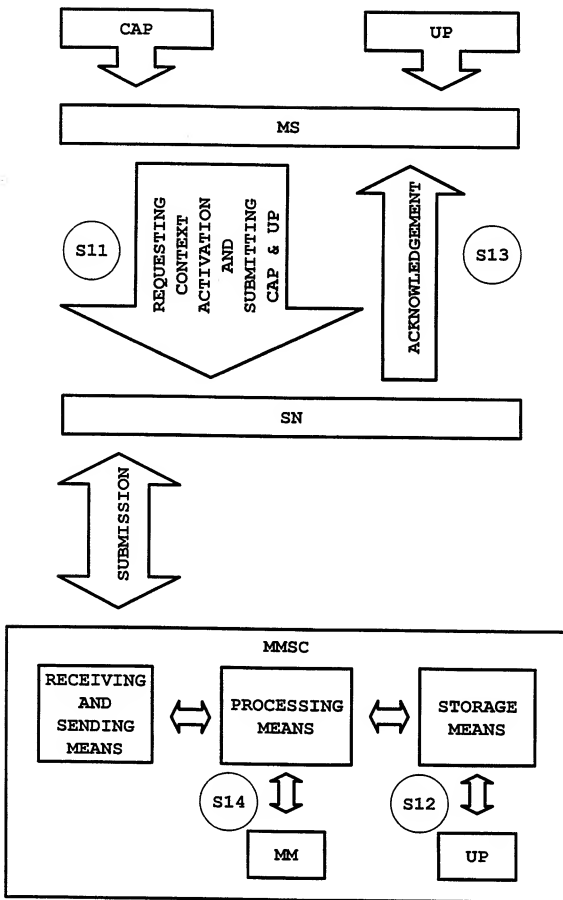 CAP
UP
MS
S11
REQUESTING
CONTEXT
ACTIVATION
AND
SUBMITTING
CAP & UP
ACKNOWLEDGEMENT
S13
SN
SUBMISSION
MMSC
RECEIVING
AND
SENDING
MEANS
PROCESSING
MEANS
STORAGE
MEANS
S14
S12
MM
UP